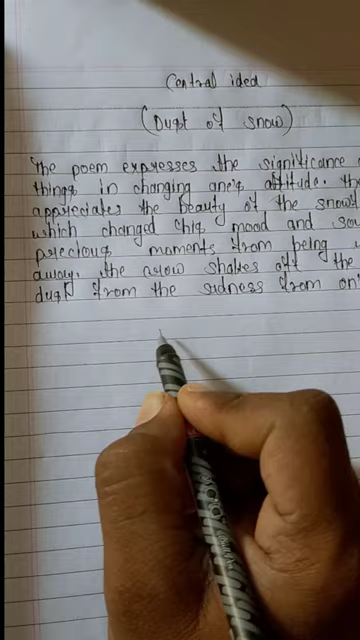 Central idea
(Dust of snow)
The poem expresses the significance
things in changing one's attitude. The
appreciates the beauty of the snow
which changed his mood and
precious moments from being
away. the crow shakes off the
dust from the sadness from